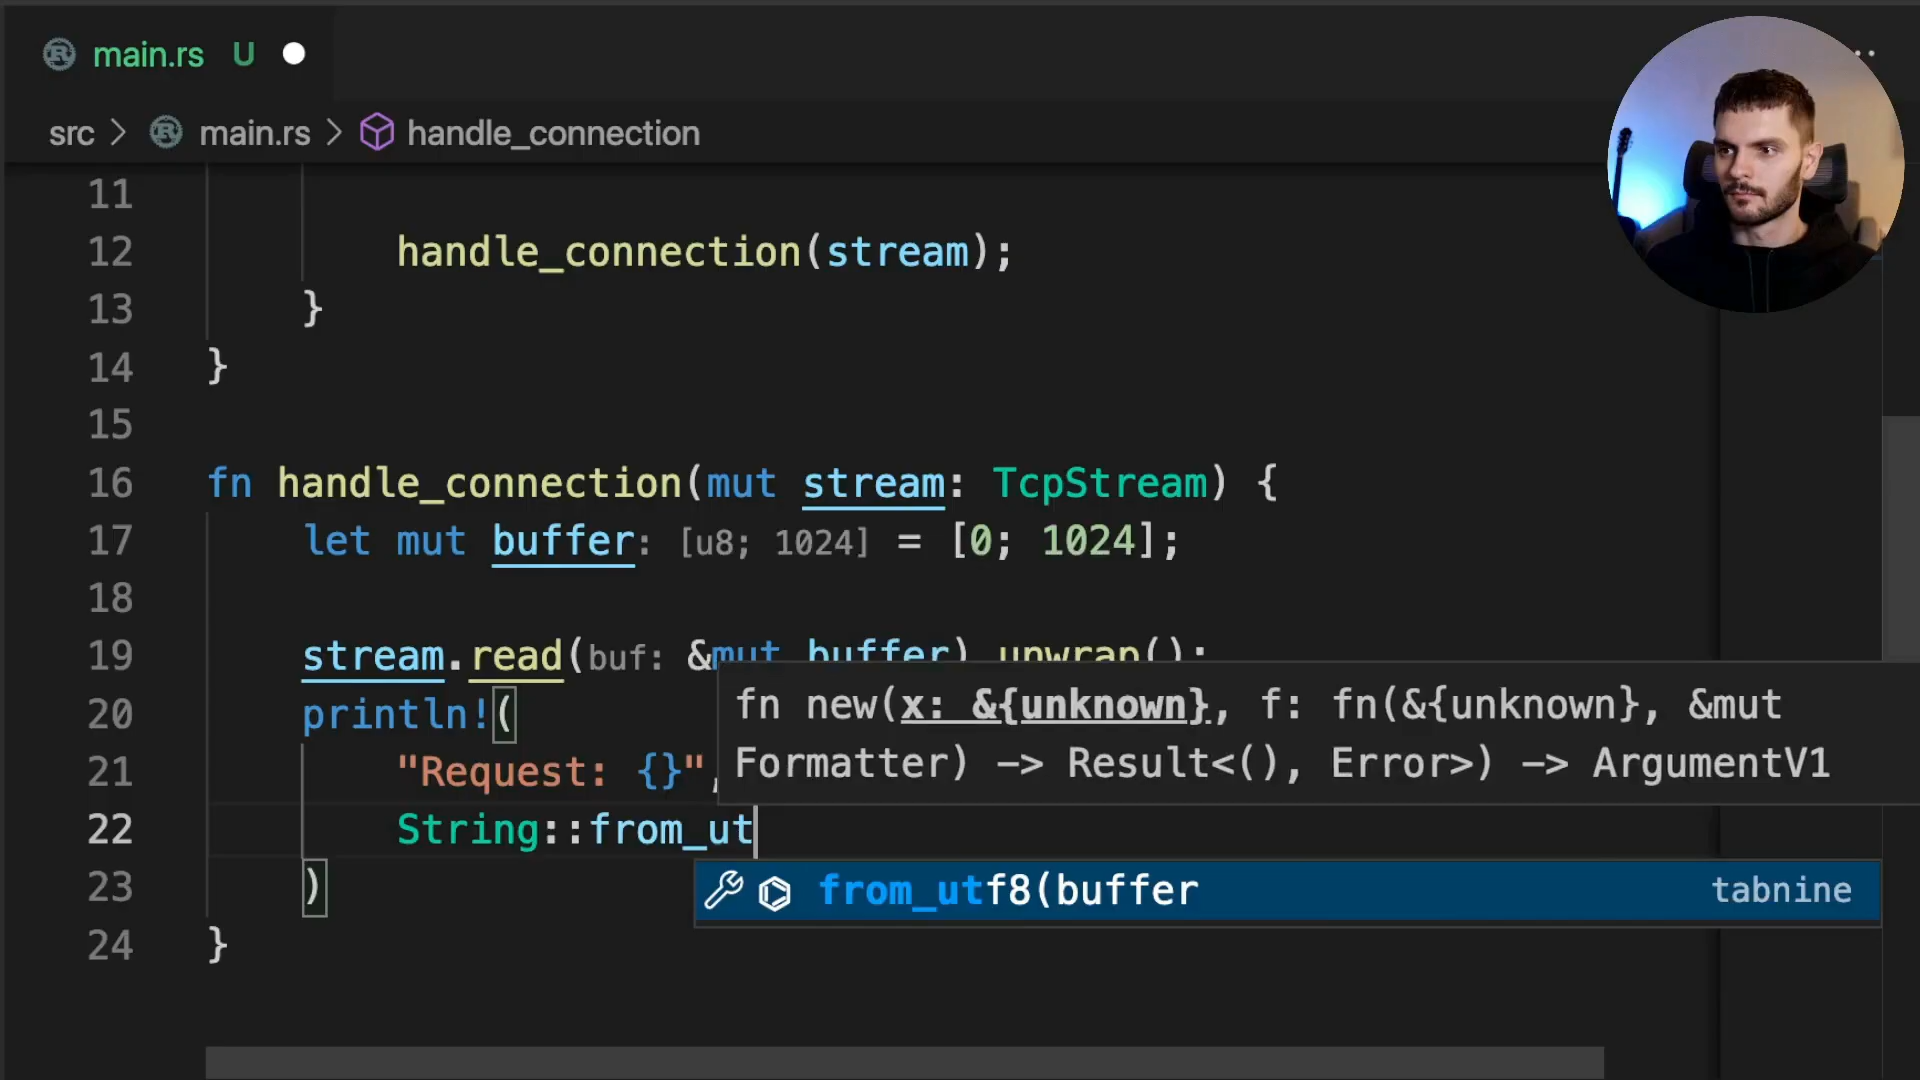 main.rs U
src > main.rs > handle_connection
11
12 handle_connection(stream);
13 }
14 }
15
16 fn handle_connection(mut stream: TcpStream) {
17 let mut buffer: [u8; 1024] = [0; 1024];
18
19 stream.read(buf: &mut buffer).unwrap();
20 println!(
fn new(x: &{unknown}, f: fn(&{unknown}, &mut
21 "Request: {}",
Formatter) -> Result<(), Error>) -> ArgumentV1
22 String::from_ut
23 )
from_utf8(buffer tabnine
24 }